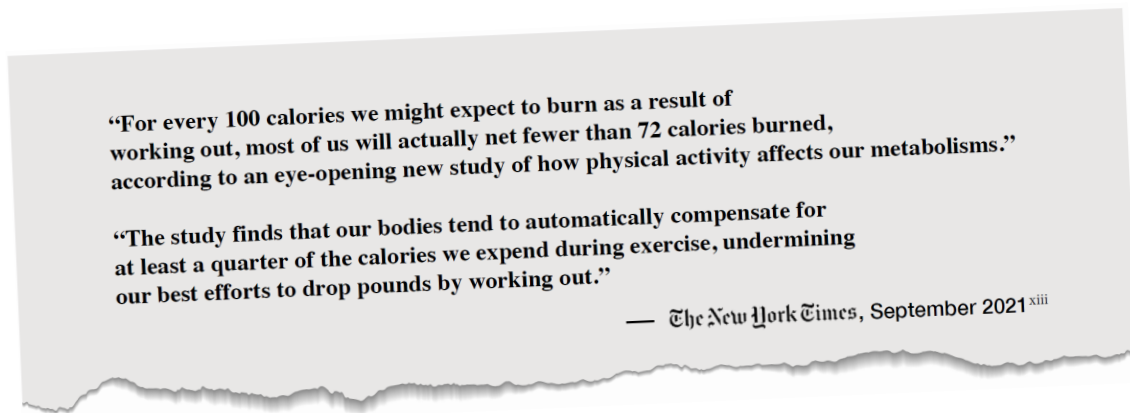 “For every 100 calories we might expect to burn as a result of
working out, most of us will actually net fewer than 72 calories burned,
according to an eye-opening new study of how physical activity affects our metabolisms.”
“The study finds that our bodies tend to automatically compensate for
at least a quarter of the calories we expend during exercise, undermining
our best efforts to drop pounds by working out.”
— The New York Times, September 2021xiii